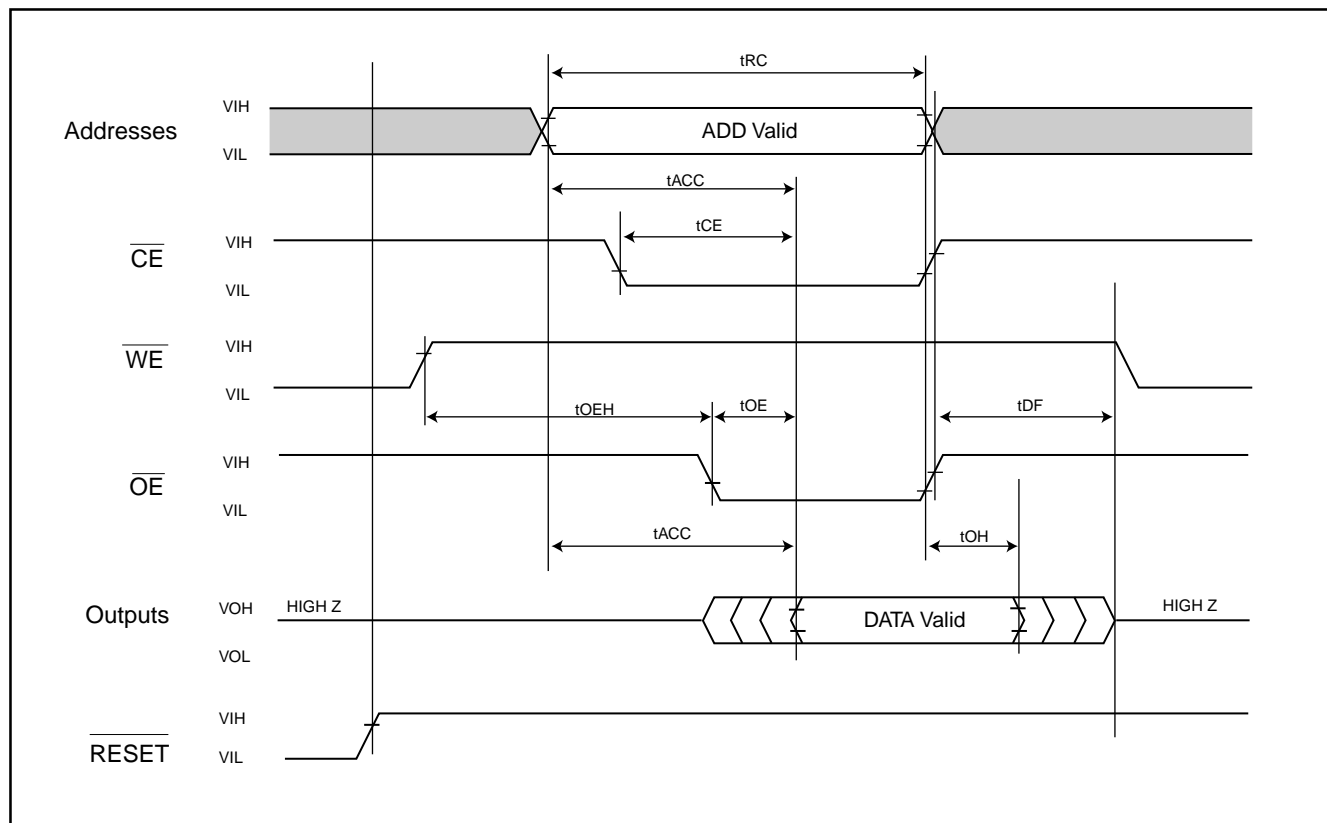 tRC
Addresses
VIH
VIL
ADD Valid
tACC
tCE
CE
VIH
VIL
WE
VIH
VIL
tOEH
tOE
tDF
OE
VIH
VIL
tACC
tOH
Outputs
VOH
VOL
HIGH Z
DATA Valid
HIGH Z
RESET
VIH
VIL